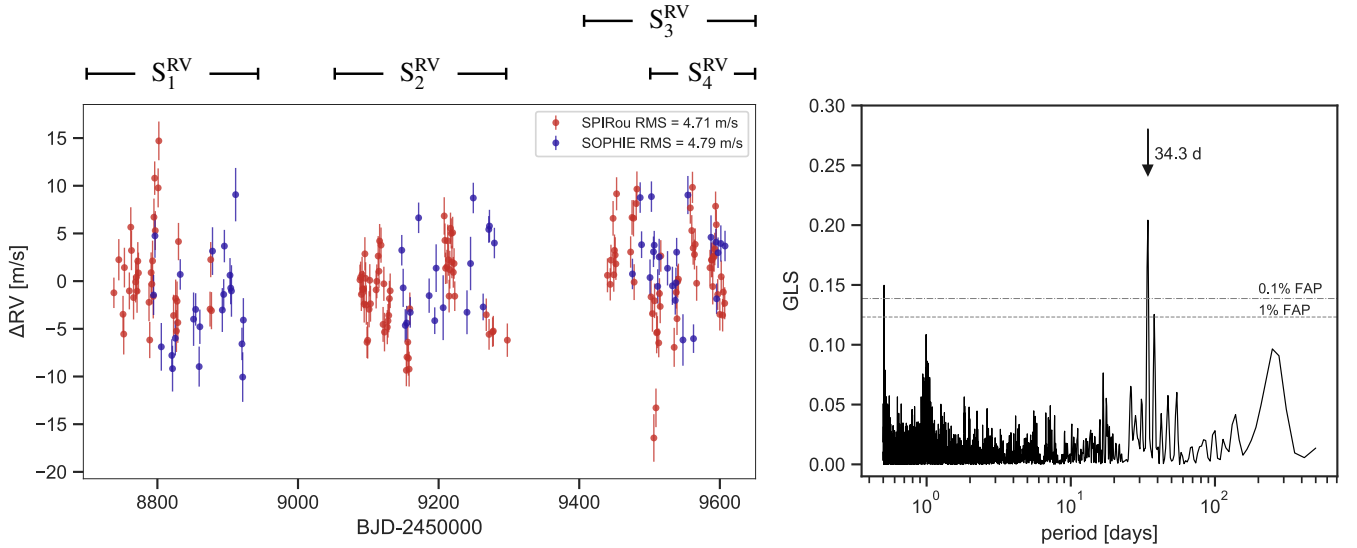 S₃^RV
S₁^RV S₂^RV S₄^RV
SPIRou RMS = 4.71 m/s
SOPHIE RMS = 4.79 m/s
15
10
5
0
−5
−10
−15
−20
ΔRV [m/s]
8800 9000 9200 9400 9600
BJD-2450000
0.30
0.25
0.20
0.15
0.10
0.05
0.00
GLS
34.3 d
0.1% FAP
1% FAP
10⁰ 10¹ 10²
period [days]